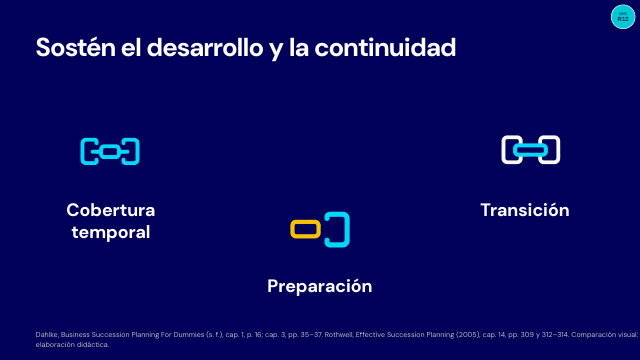 Sostén el desarrollo y la continuidad
R12
Cobertura
temporal
Transición
Preparación
Dahlke, Business Succession Planning For Dummies (s. f.), cap. 1, p. 16; cap. 3, pp. 35–37. Rothwell, Effective Succession Planning (2005), cap. 14, pp. 309 y 312–314. Comparación visual:
elaboración didáctica.